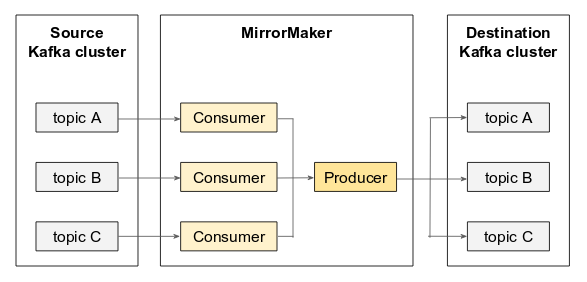 Source
Kafka cluster
MirrorMaker
Destination
Kafka cluster
topic A
Consumer
topic A
topic B
Consumer
Producer
topic B
topic C
Consumer
topic C